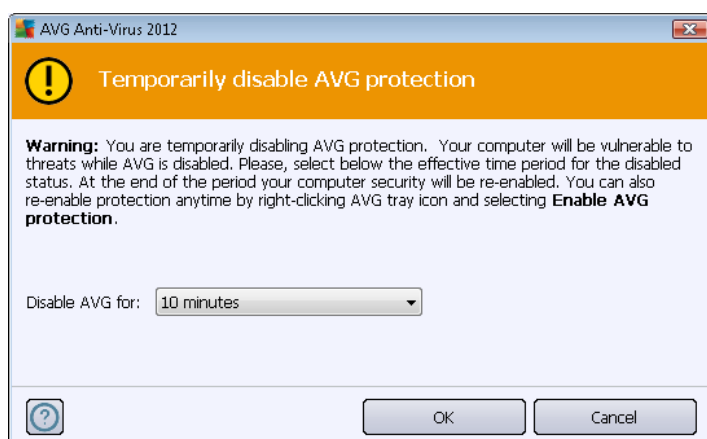 AVG Anti-Virus 2012
Temporarily disable AVG protection
Warning: You are temporarily disabling AVG protection. Your computer will be vulnerable to
threats while AVG is disabled. Please, select below the effective time period for the disabled
status. At the end of the period your computer security will be re-enabled. You can also
re-enable protection anytime by right-clicking AVG tray icon and selecting Enable AVG
protection.
Disable AVG for: 10 minutes
OK Cancel